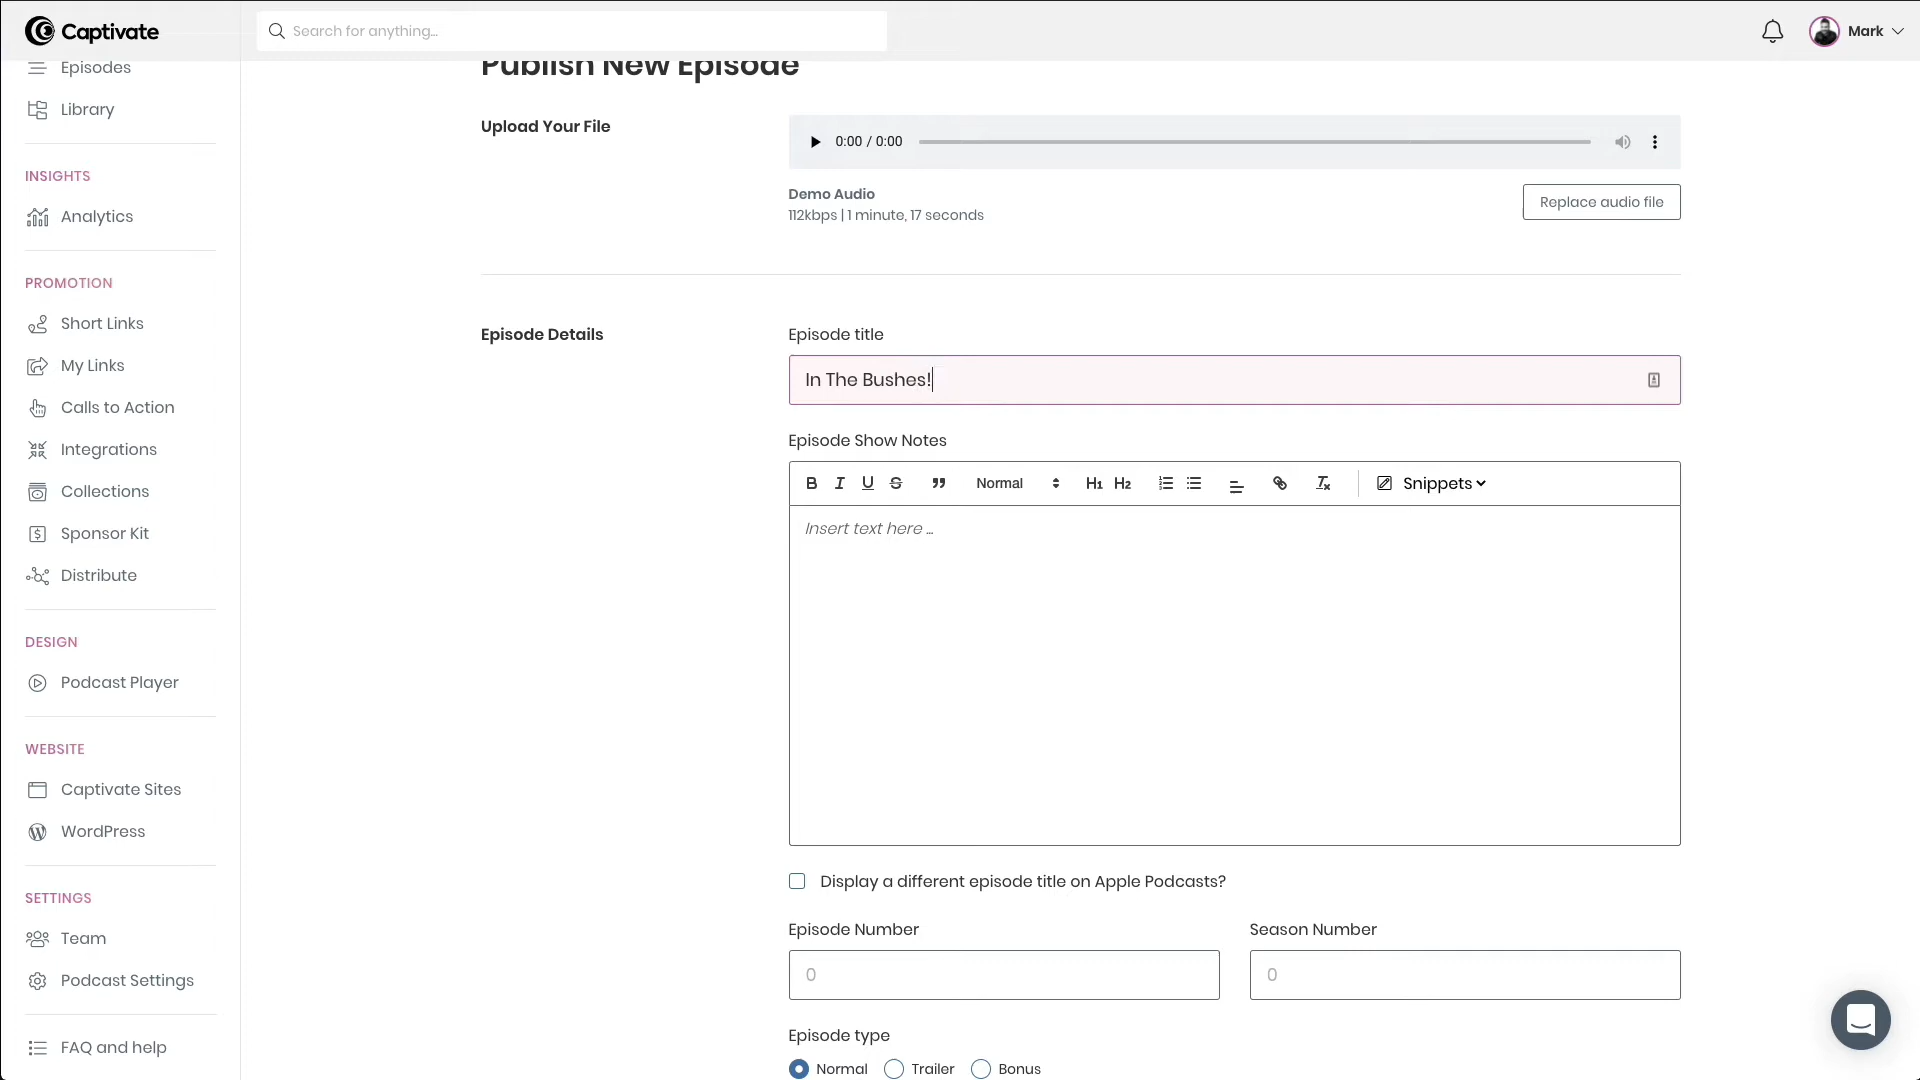 Captivate
Search for anything...
Mark
Episodes
Library
INSIGHTS
Analytics
PROMOTION
Short Links
My Links
Calls to Action
Integrations
Collections
Sponsor Kit
Distribute
DESIGN
Podcast Player
WEBSITE
Captivate Sites
WordPress
SETTINGS
Team
Podcast Settings
FAQ and help
Publish New Episode
Upload Your File
0:00 / 0:00
Demo Audio
112kbps | 1 minute, 17 seconds
Replace audio file
Episode Details
Episode title
In The Bushes!
Episode Show Notes
B I U S Normal H1 H2 Snippets
Insert text here ...
Display a different episode title on Apple Podcasts?
Episode Number Season Number
0 0
Episode type
Normal Trailer Bonus